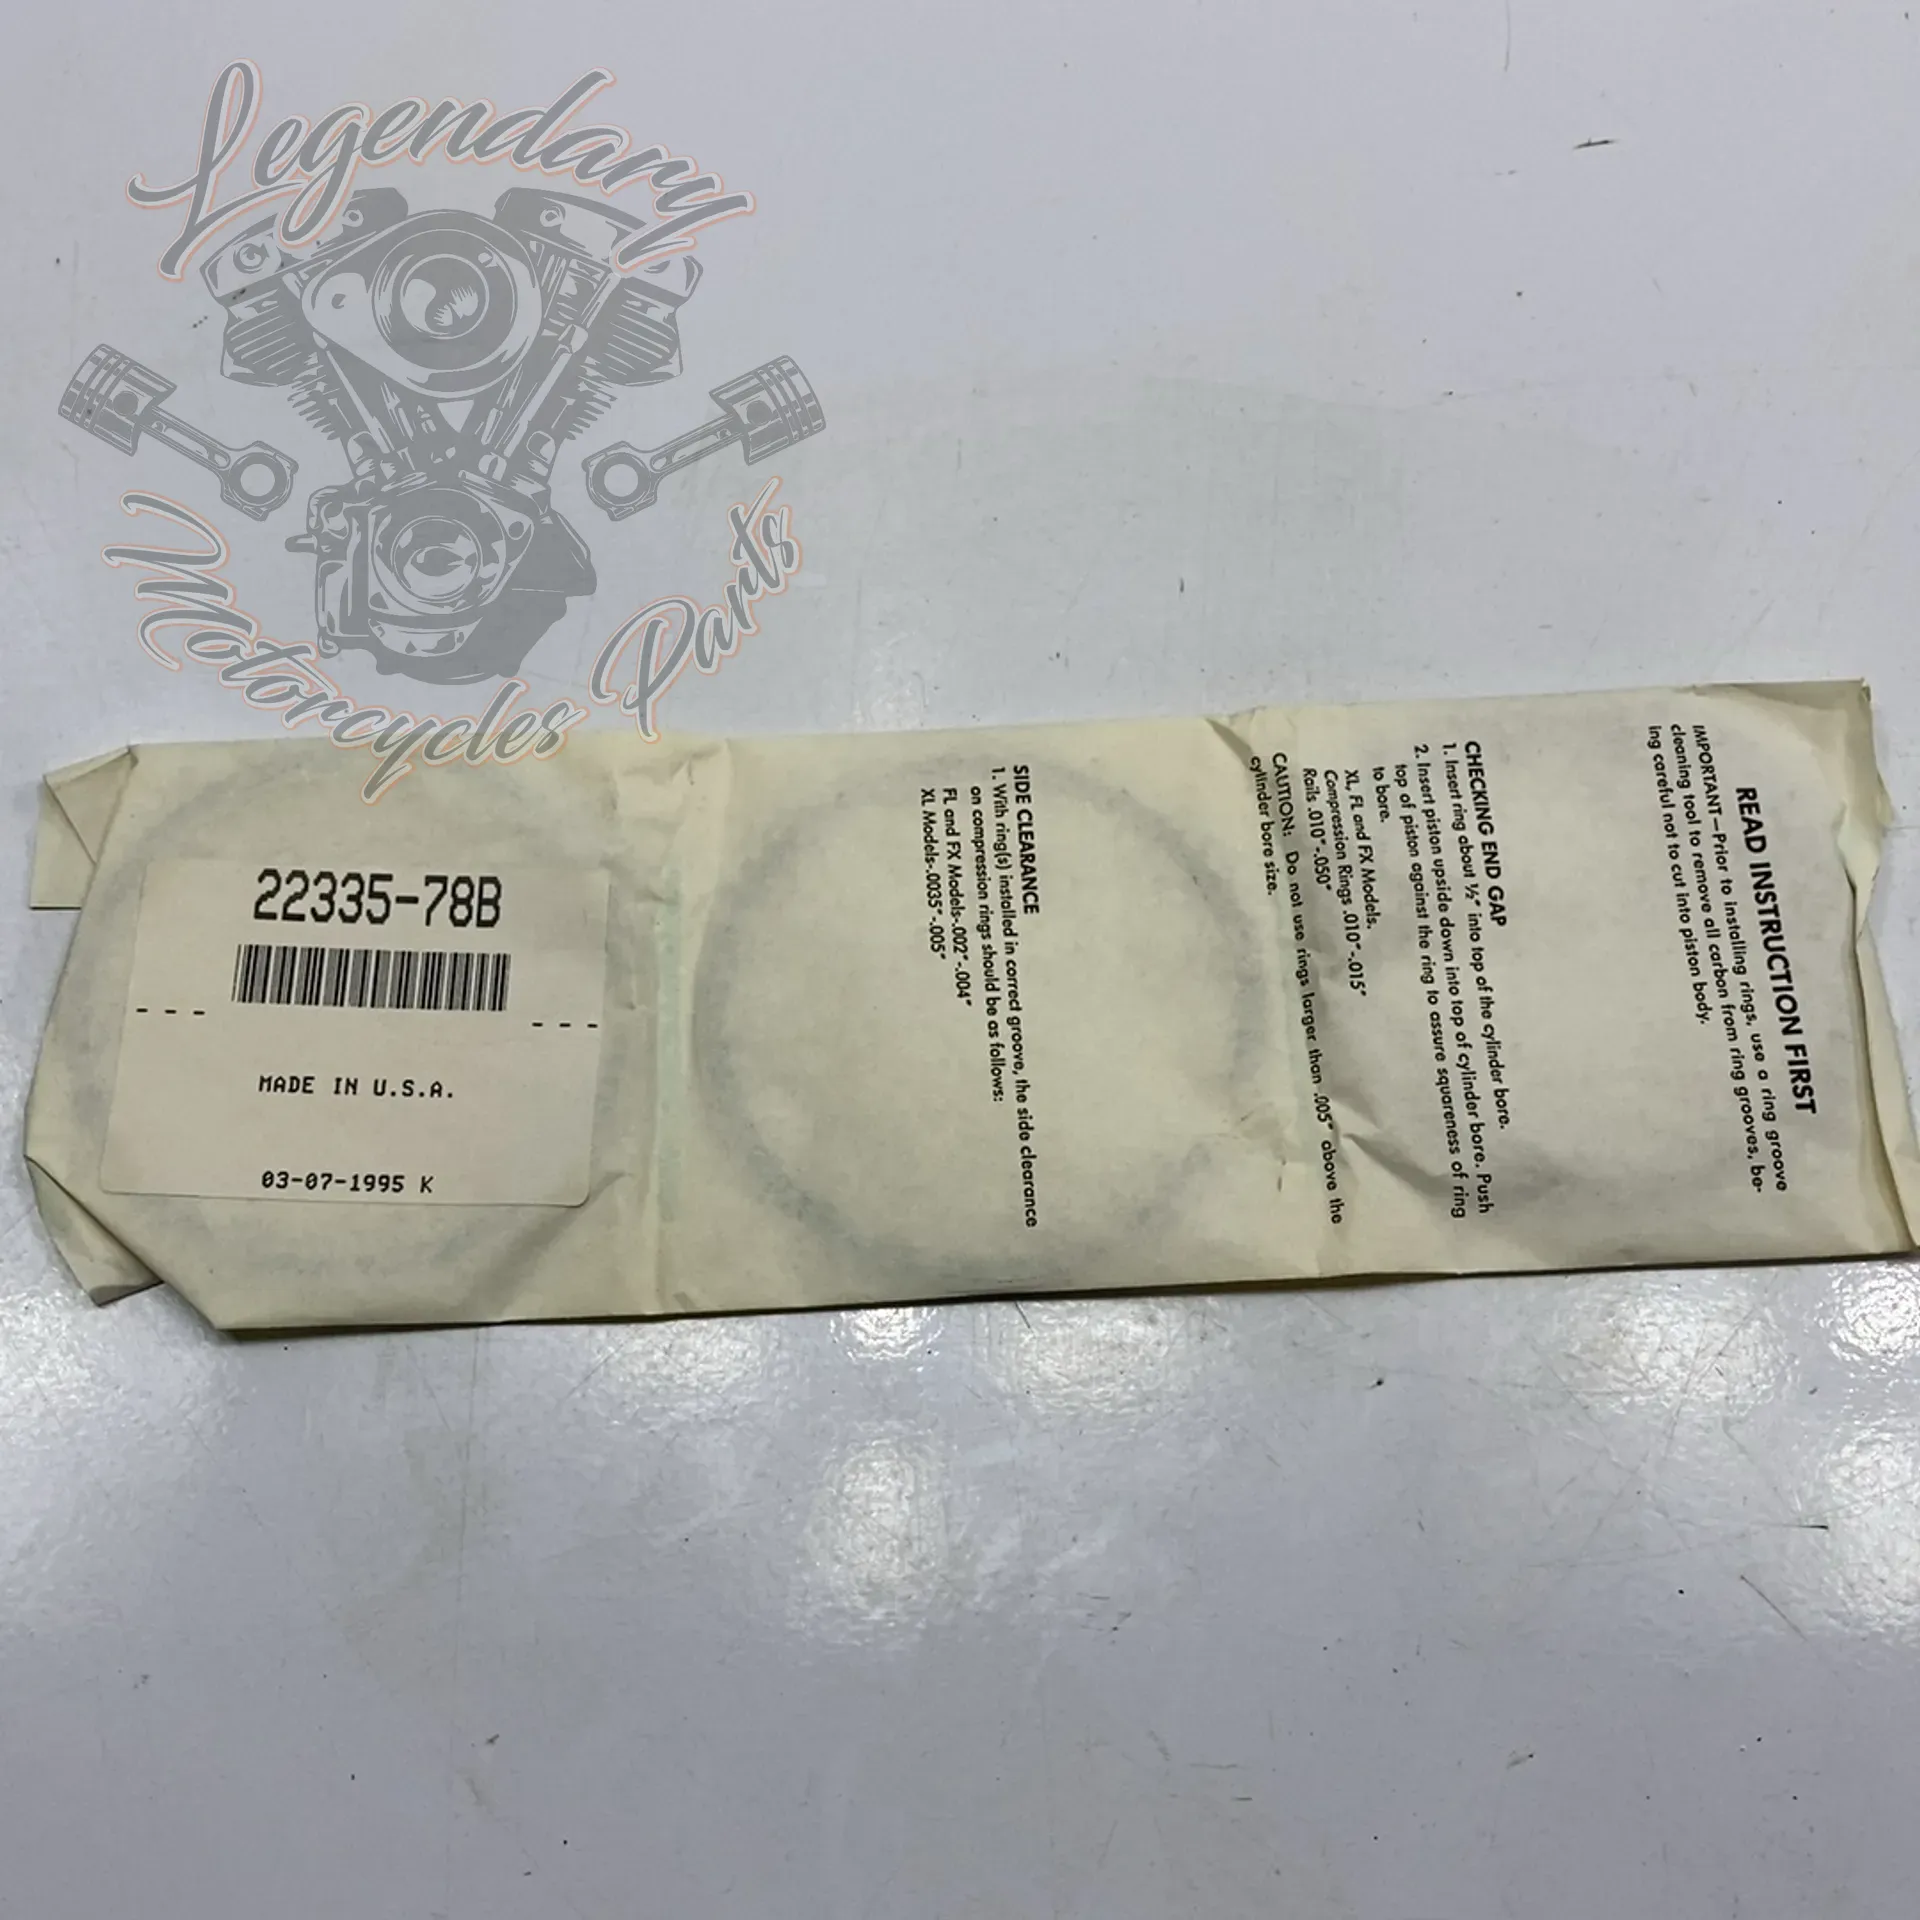 Legendary
Motorcycles Parts
22335-78B
MADE IN U.S.A.
03-07-1995 K
READ INSTRUCTION FIRST
IMPORTANT—Prior to installing rings, use a ring groove
cleaning tool to remove all carbon from ring grooves, be-
ing careful not to cut into piston body.
CHECKING END GAP
1. Insert ring about ½" into top of the cylinder bore.
2. Insert piston upside down into top of cylinder bore. Push
top of piston against the ring to assure squareness of ring
to bore.
XL, FL and FX Models.
Compression Rings .010"-.015"
Rails .010"-.050"
CAUTION: Do not use rings larger than .005" above the
cylinder bore size.
SIDE CLEARANCE
1. With ring(s) installed in correct groove, the side clearance
on compression rings should be as follows:
FL and FX Models-.002"-.004"
XL Models-.0035"-.005"